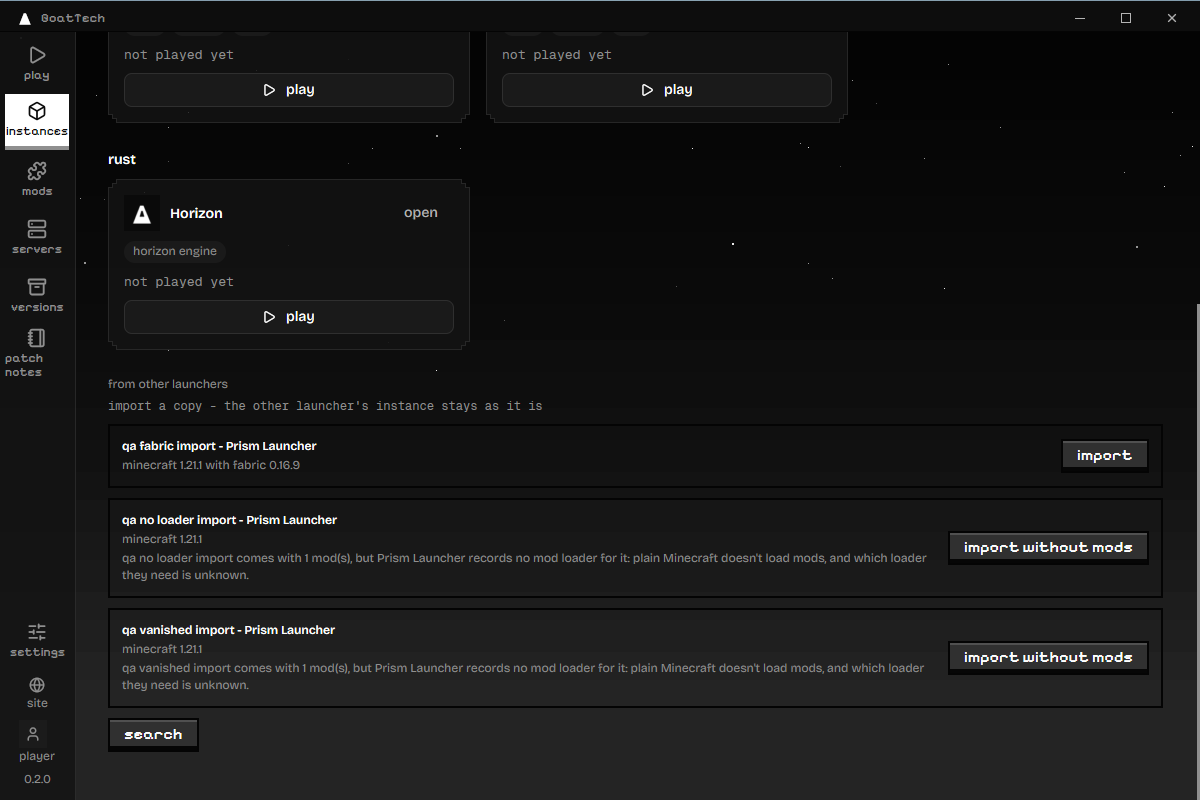 GoatTech
play
instances
mods
servers
versions
patch
notes
settings
site
player
0.2.0
not played yet
play
not played yet
play
rust
Horizon
open
horizon engine
not played yet
play
from other launchers
import a copy - the other launcher's instance stays as it is
qa fabric import - Prism Launcher
minecraft 1.21.1 with fabric 0.16.9
import
qa no loader import - Prism Launcher
minecraft 1.21.1
qa no loader import comes with 1 mod(s), but Prism Launcher records no mod loader for it: plain Minecraft doesn't load mods, and which loader
they need is unknown.
import without mods
qa vanished import - Prism Launcher
minecraft 1.21.1
qa vanished import comes with 1 mod(s), but Prism Launcher records no mod loader for it: plain Minecraft doesn't load mods, and which loader
they need is unknown.
import without mods
search